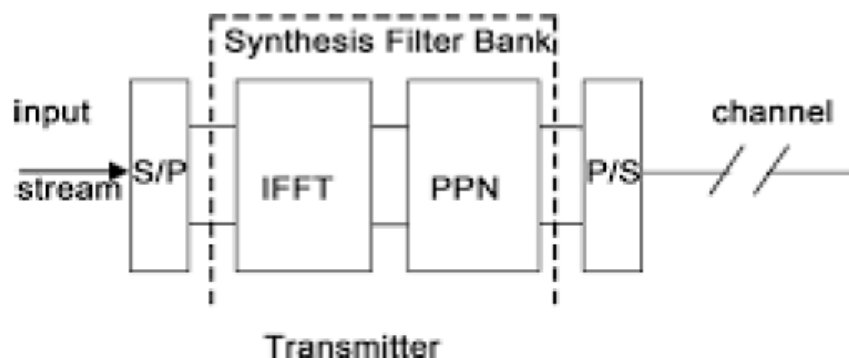 Synthesis Filter Bank
input
stream
S/P
IFFT
PPN
P/S
channel
Transmitter